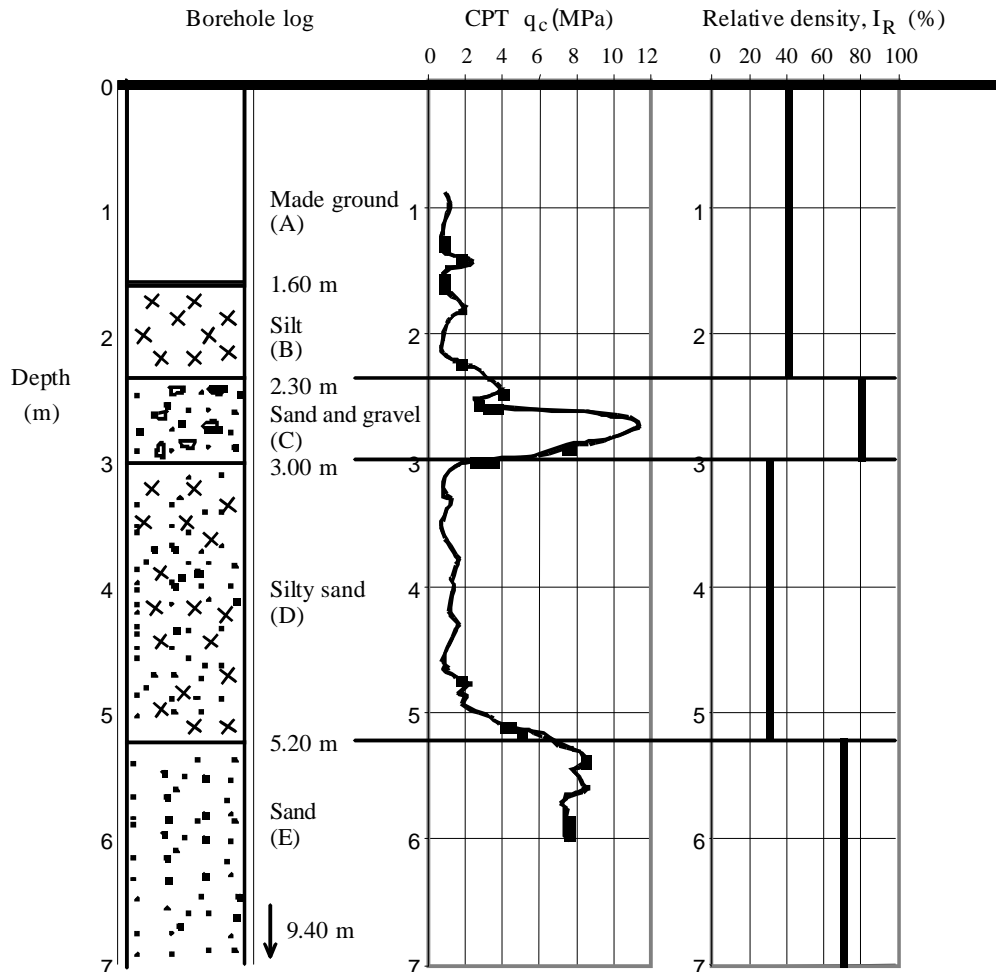 Borehole log
CPT q_c (MPa)
Relative density, I_R (%)
0 2 4 6 8 10 12
0 20 40 60 80 100
0
Made ground
(A)
1
1
1
1.60 m
Silt
(B)
2
2
2
Depth
(m)
2.30 m
Sand and gravel
(C)
3
3
3
3.00 m
4
4
4
Silty sand
(D)
5
5
5
5.20 m
Sand
(E)
6
6
6
9.40 m
7
7
7